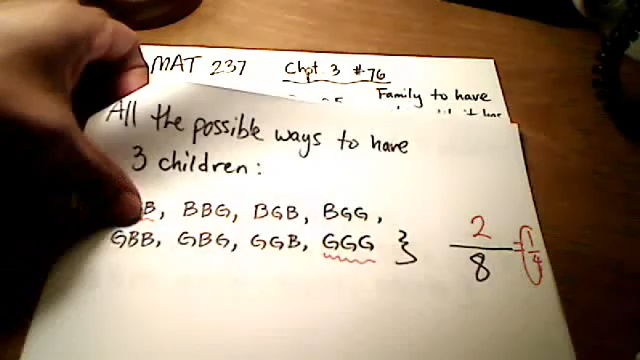 MAT 237 Chpt 3 #76
Family to have
All the possible ways to have
3 children:
B, BBG, BGB, BGG,
GBB, GBG, GGB, GGG }
2/8 = 1/4